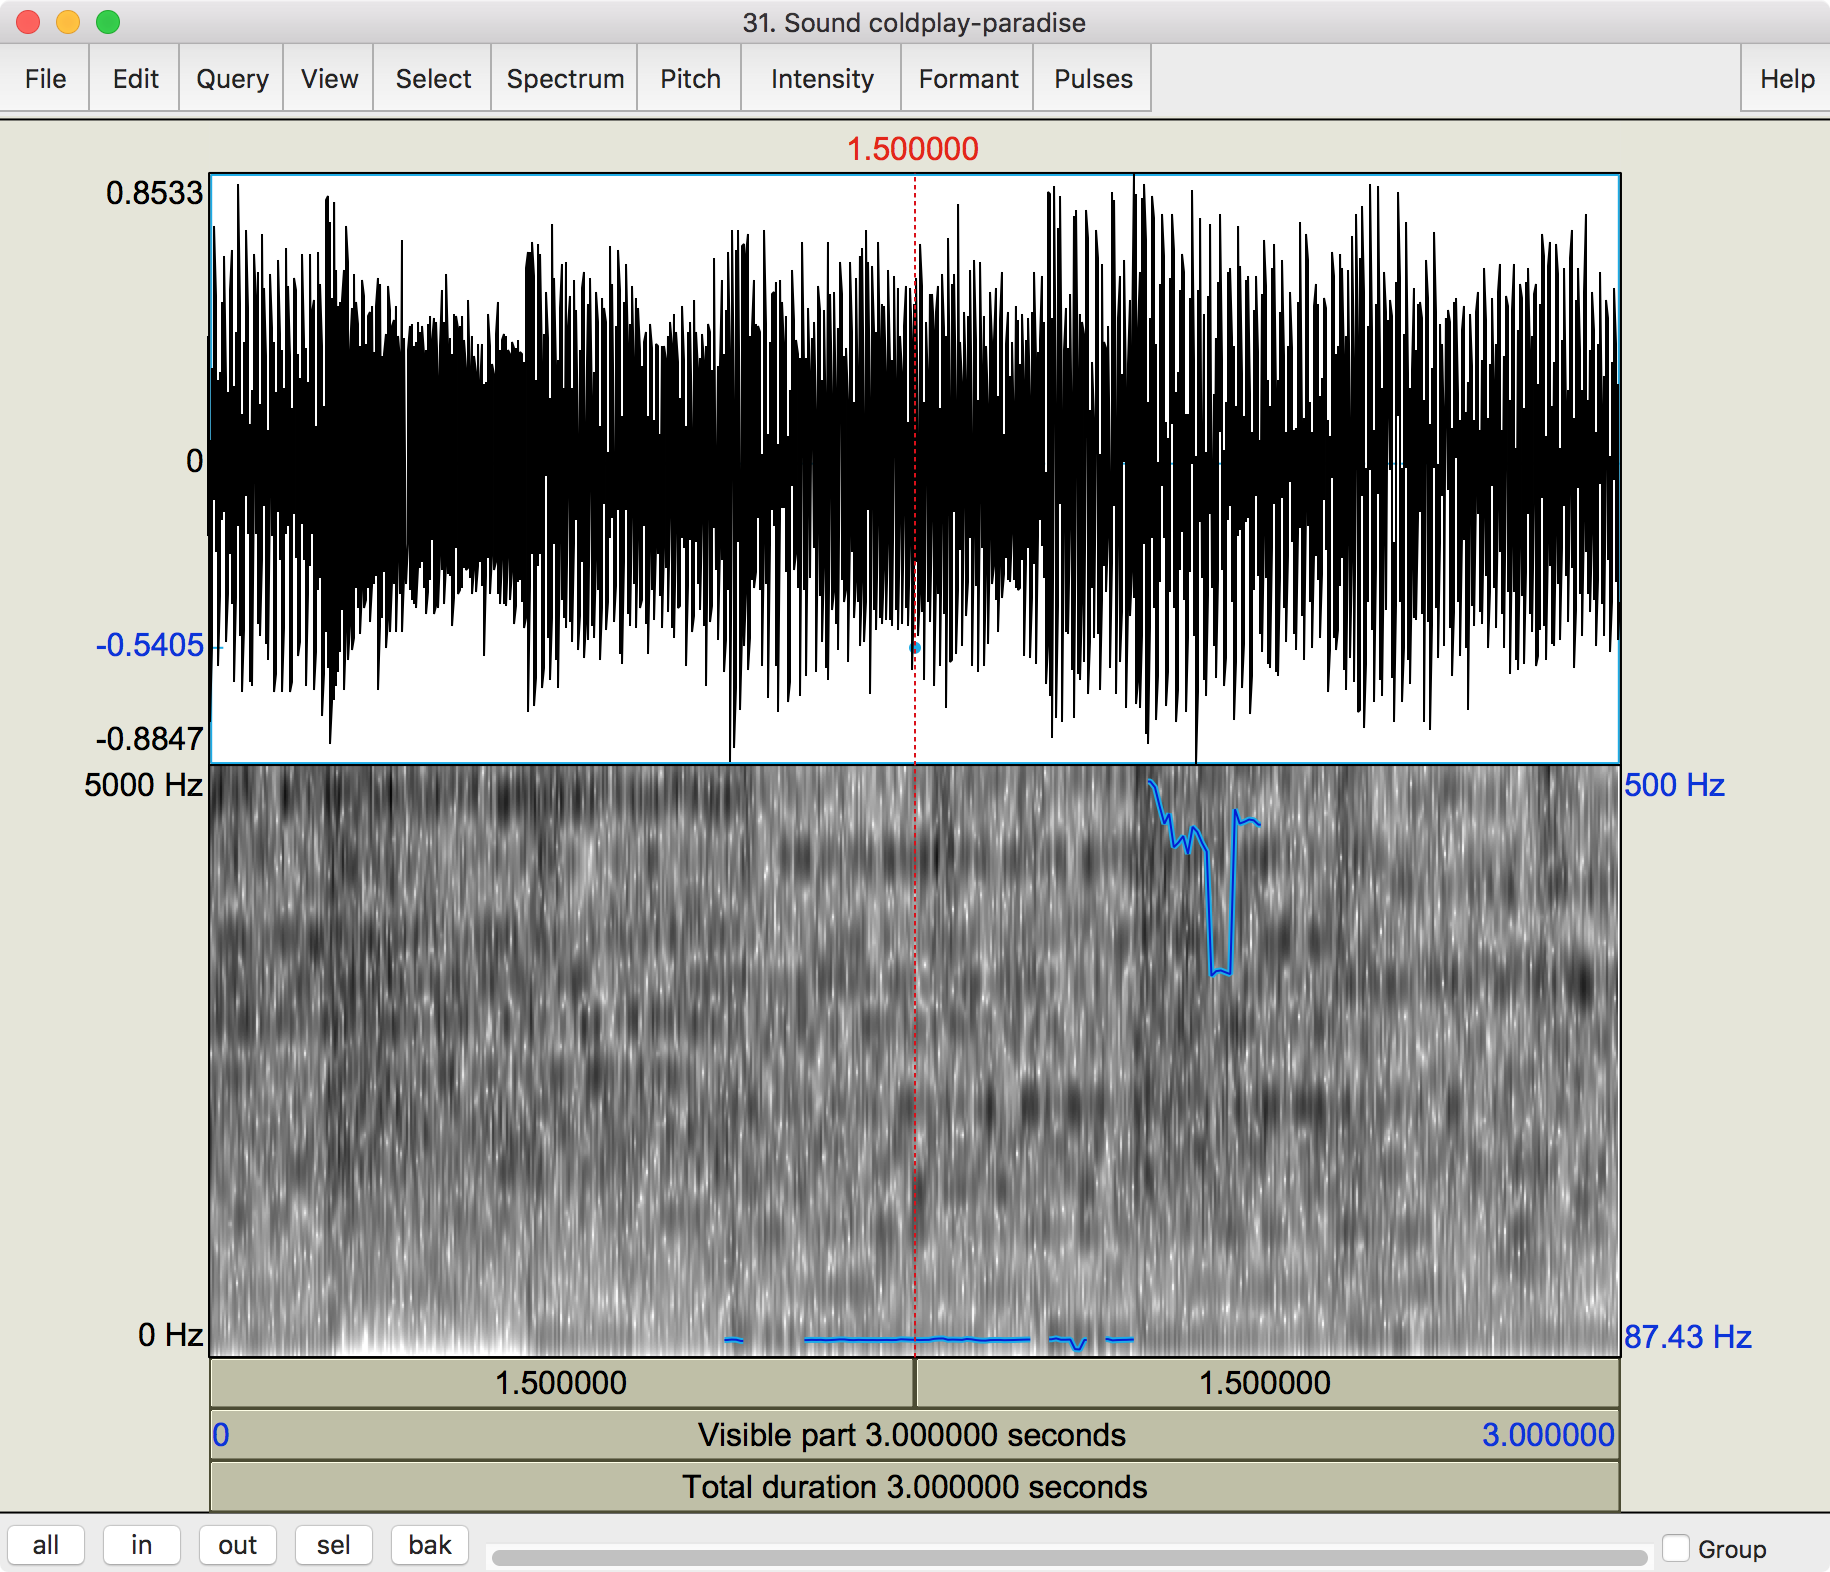 31. Sound coldplay-paradise
File Edit Query View Select Spectrum Pitch Intensity Formant Pulses Help
1.500000
0.8533
0
-0.5405
-0.8847
5000 Hz 500 Hz
0 Hz 87.43 Hz
1.500000 1.500000
0 Visible part 3.000000 seconds 3.000000
Total duration 3.000000 seconds
all in out sel bak Group